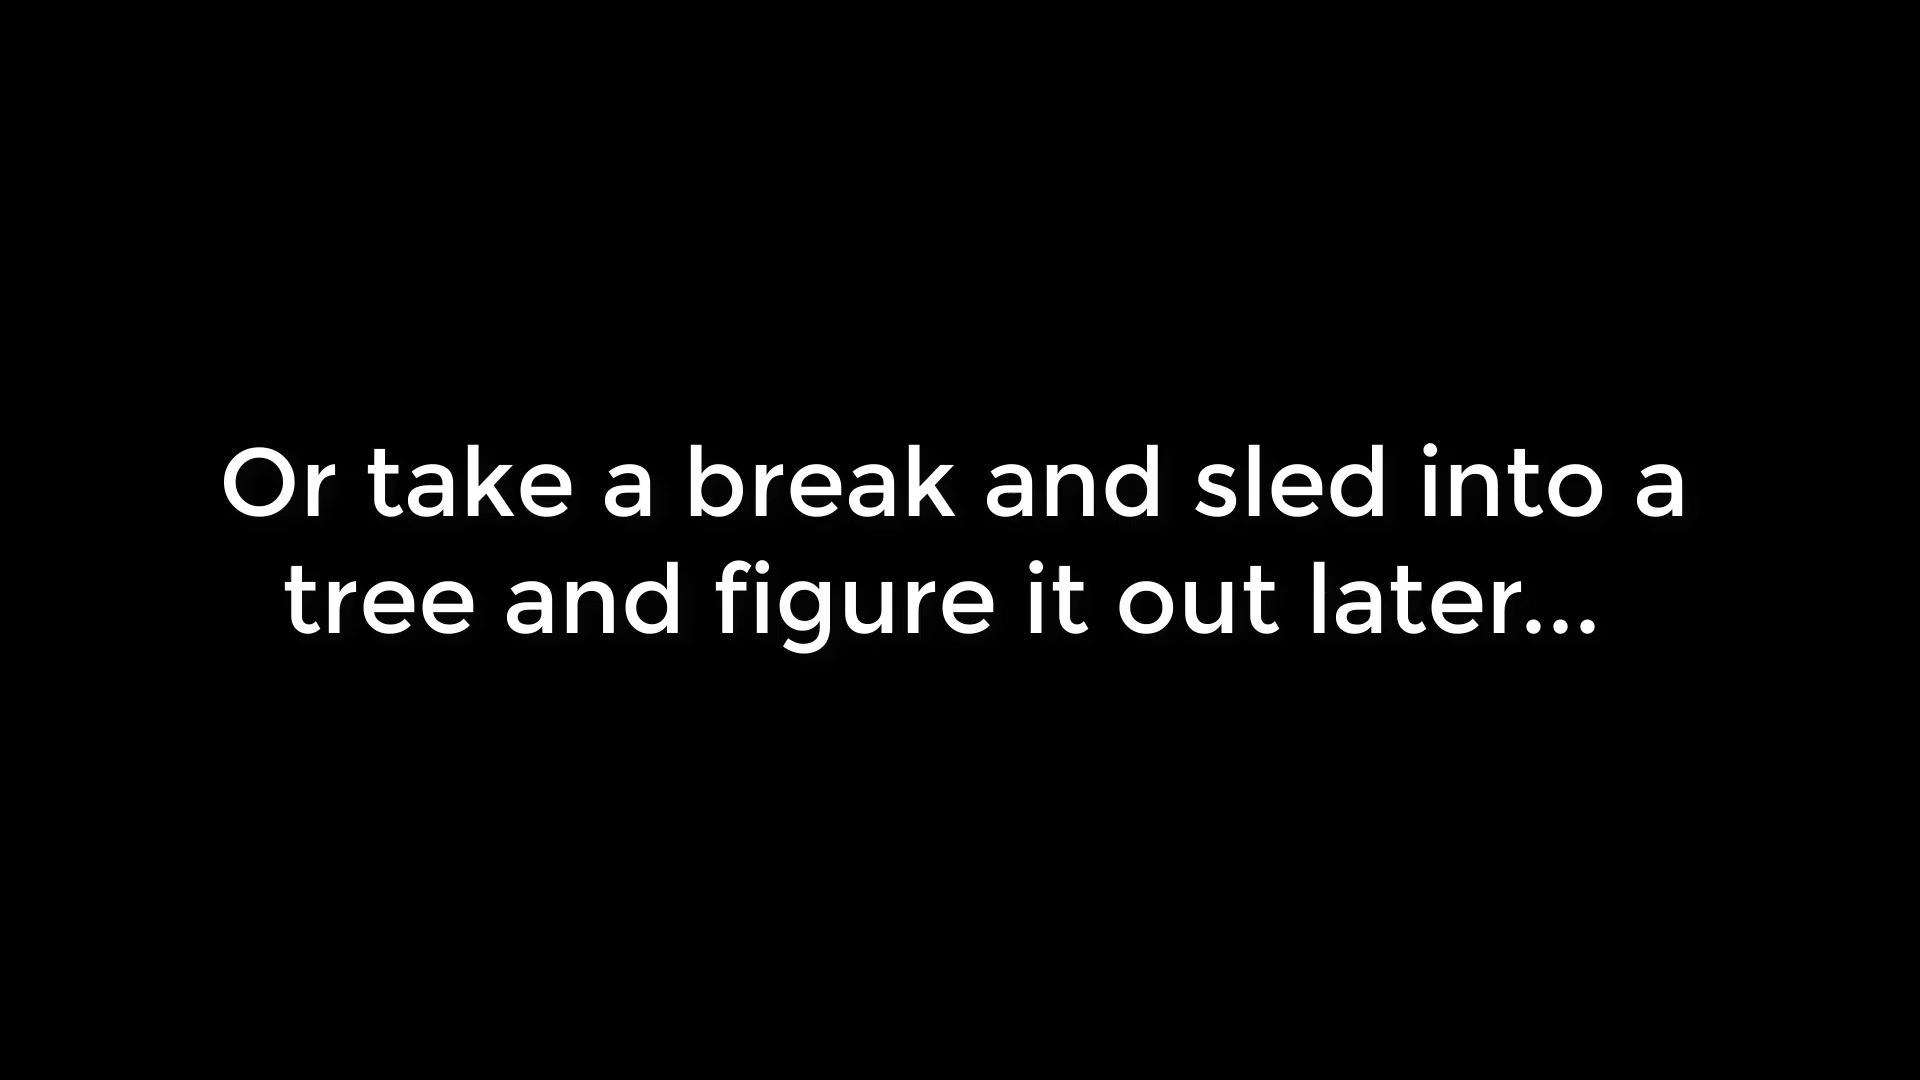 Or take a break and sled into a
tree and figure it out later...